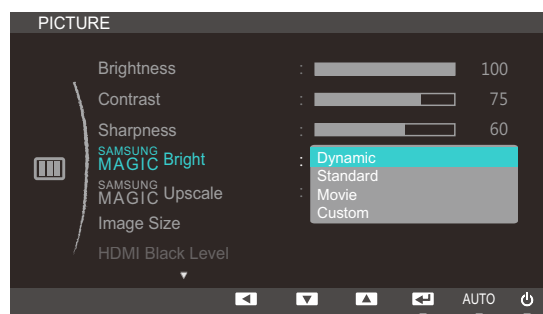 PICTURE
Brightness : 100
Contrast : 75
Sharpness : 60
SAMSUNG
MAGIC Bright : Dynamic
Standard
SAMSUNG
MAGIC Upscale : Movie
Custom
Image Size
HDMI Black Level
AUTO